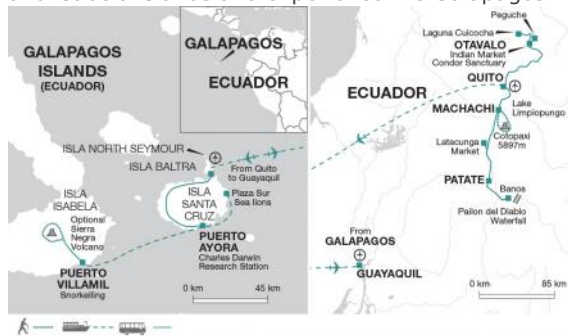 GALAPAGOS
ISLANDS
(ECUADOR)
GALAPAGOS
ECUADOR
ISLA NORTH SEYMOUR
ISLA BALTRA
From Quito
to Guayaquil
ISLA
SANTA
CRUZ
Plaza Sur
Sea lions
ISLA
ISABELA
Optional
Sierra
Negra
Volcano
PUERTO
AYORA
Charles Darwin
Research Station
PUERTO
VILLAMIL
Snorkelling
0 km 45 km
Peguche
Laguna Cuicocha
OTAVALO
Indian Market
Condor Sanctuary
QUITO
ECUADOR
Lake
Limpiopungo
MACHACHI
Cotopaxi
5897m
Latacunga
Market
PATATE
Banos
Pailon del Diablo
Waterfall
From
GALAPAGOS
GUAYAQUIL
0 km 85 km